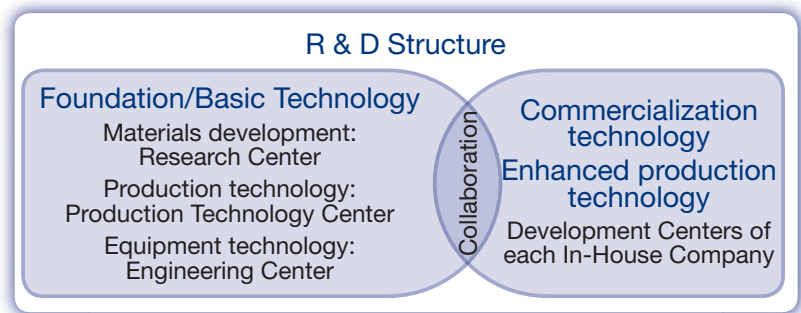 R & D Structure
Foundation/Basic Technology
Materials development:
Research Center
Production technology:
Production Technology Center
Equipment technology:
Engineering Center
Collaboration
Commercialization
technology
Enhanced production
technology
Development Centers of
each In-House Company